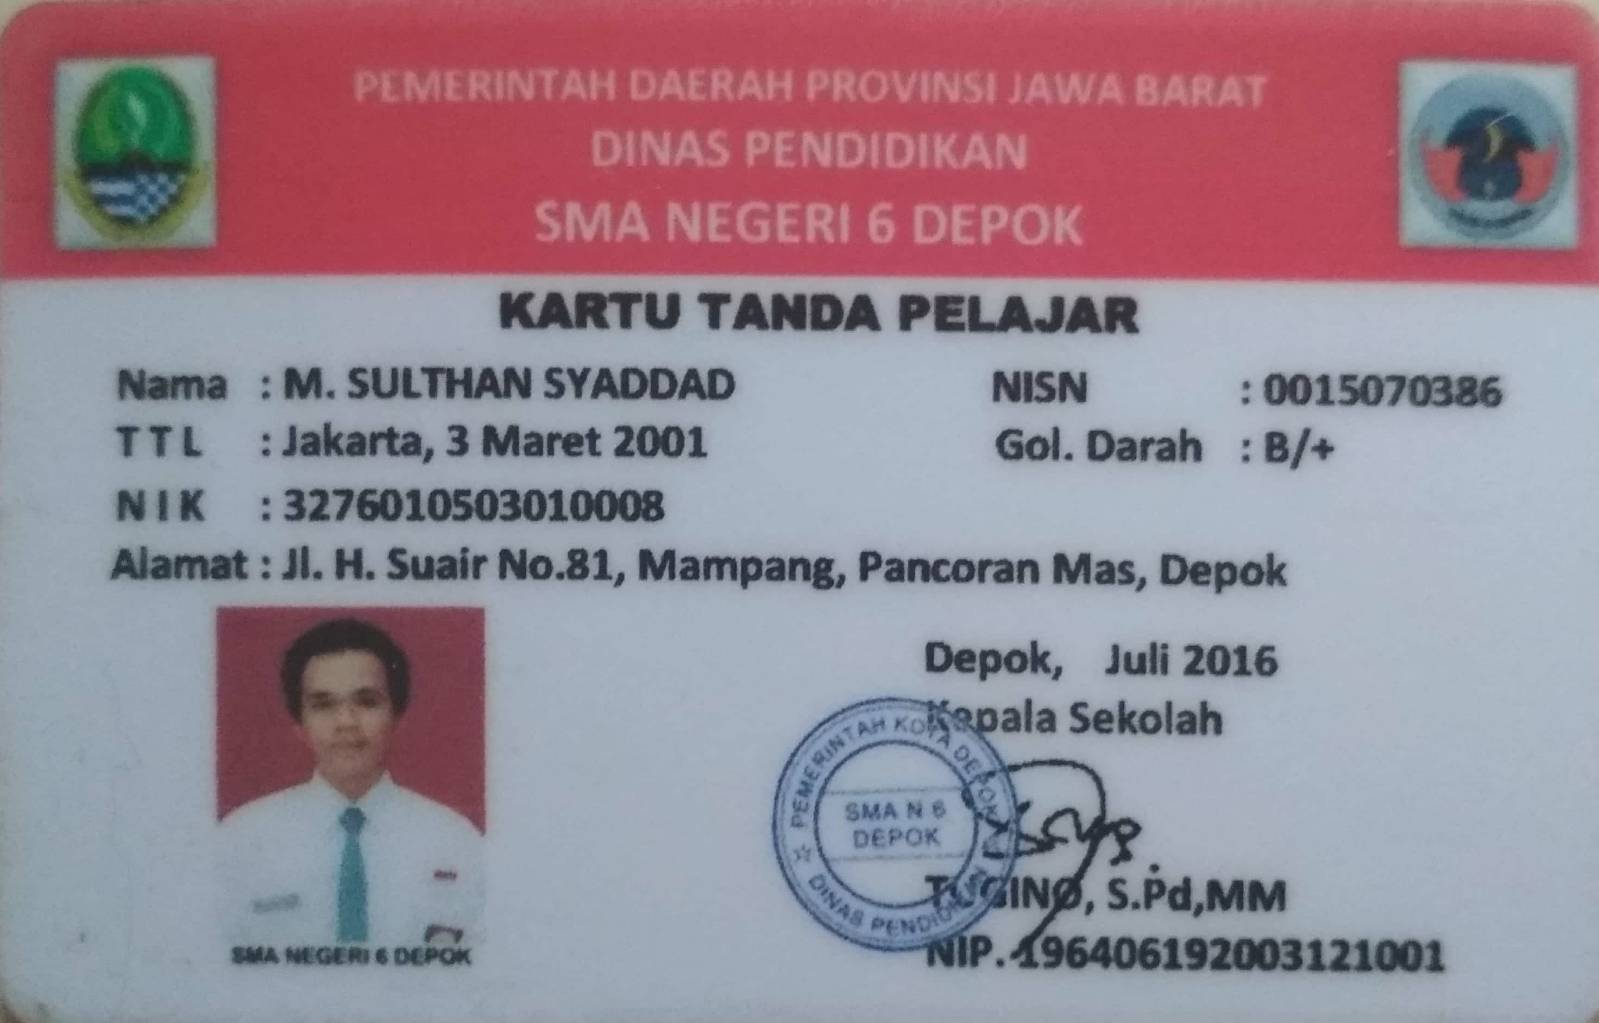 PEMERINTAH DAERAH PROVINSI JAWA BARAT
DINAS PENDIDIKAN
SMA NEGERI 6 DEPOK
KARTU TANDA PELAJAR
Nama : M. SULTHAN SYADDAD
NISN : 0015070386
T T L : Jakarta, 3 Maret 2001
Gol. Darah : B/+
N I K : 3276010503010008
Alamat : Jl. H. Suair No.81, Mampang, Pancoran Mas, Depok
Depok, Juli 2016
Kepala Sekolah
PEMERINTAH KOTA DEPOK
SMA N 6
DEPOK
DINAS PENDIDIKAN
TUGINO, S.Pd,MM
NIP. 196406192003121001
SMA NEGERI 6 DEPOK